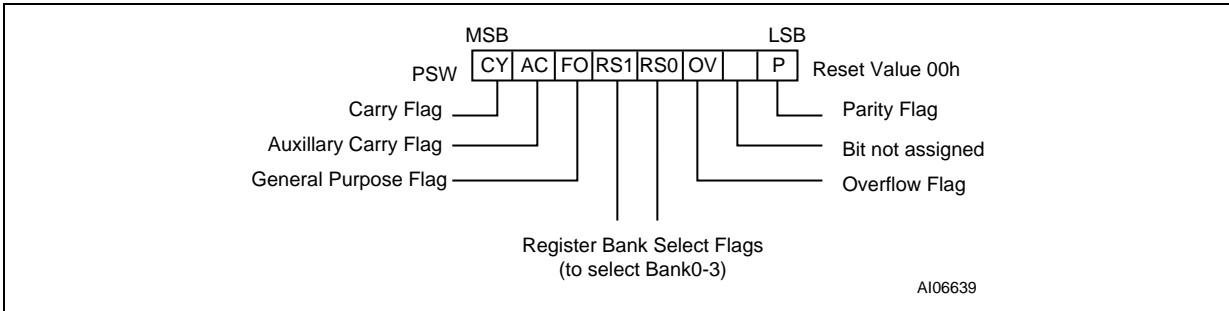 MSB LSB
PSW CY AC FO RS1 RS0 OV P Reset Value 00h
Carry Flag Parity Flag
Auxillary Carry Flag Bit not assigned
General Purpose Flag Overflow Flag
Register Bank Select Flags
(to select Bank0-3)
AI06639